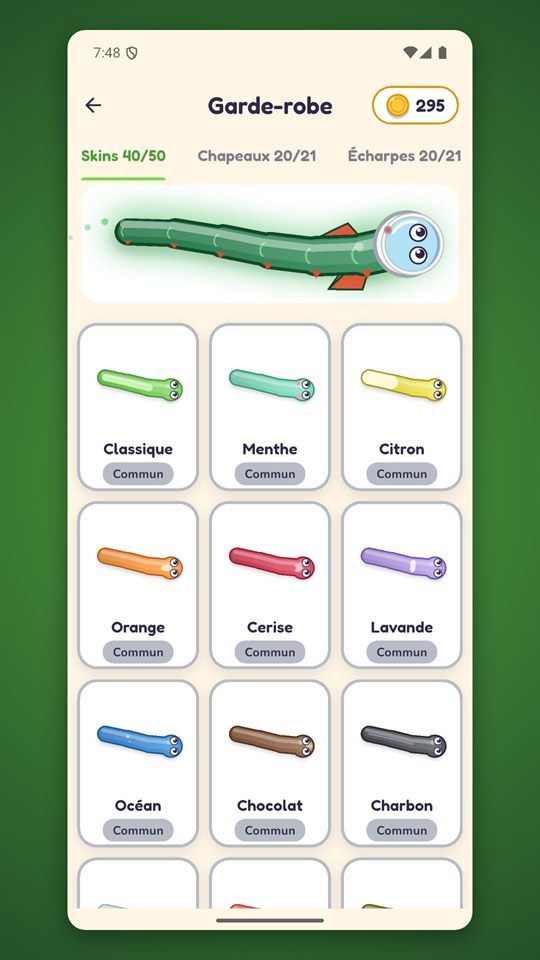 7:48
Garde-robe
295
Skins 40/50 Chapeaux 20/21 Écharpes 20/21
Classique Menthe Citron
Commun Commun Commun
Orange Cerise Lavande
Commun Commun Commun
Océan Chocolat Charbon
Commun Commun Commun